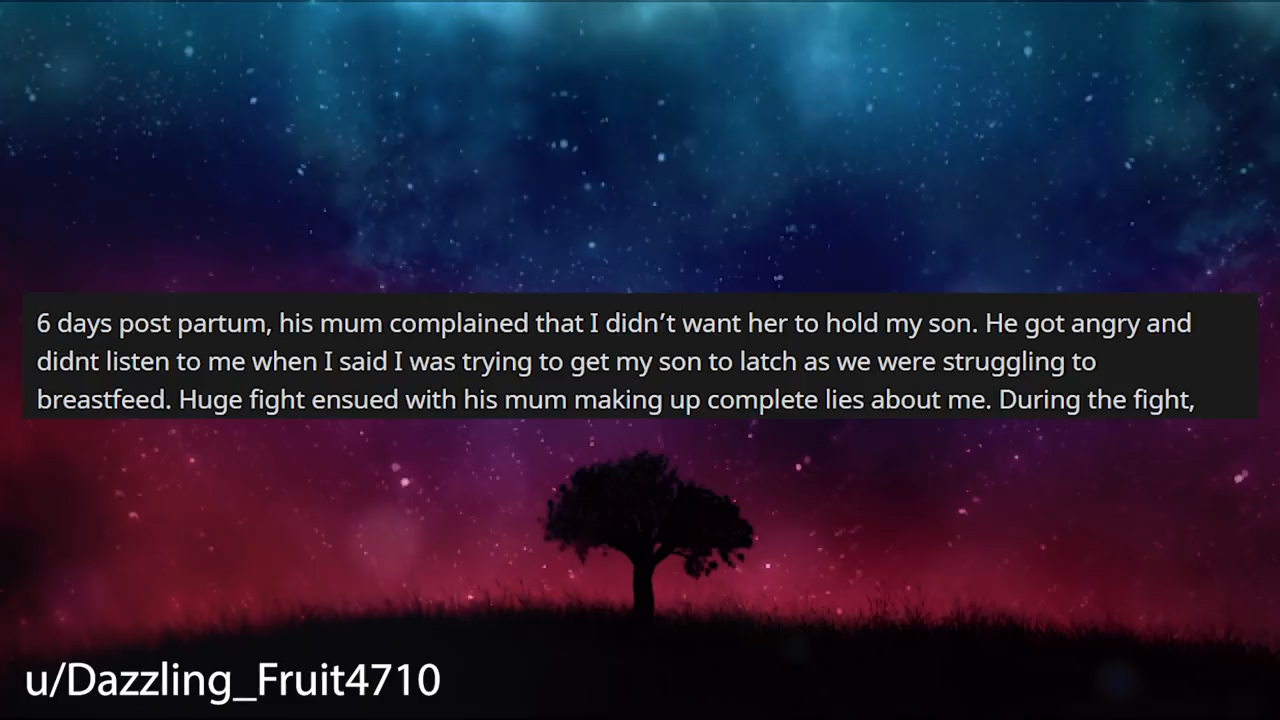 6 days post partum, his mum complained that I didn’t want her to hold my son. He got angry and
didnt listen to me when I said I was trying to get my son to latch as we were struggling to
breastfeed. Huge fight ensued with his mum making up complete lies about me. During the fight,
u/Dazzling_Fruit4710